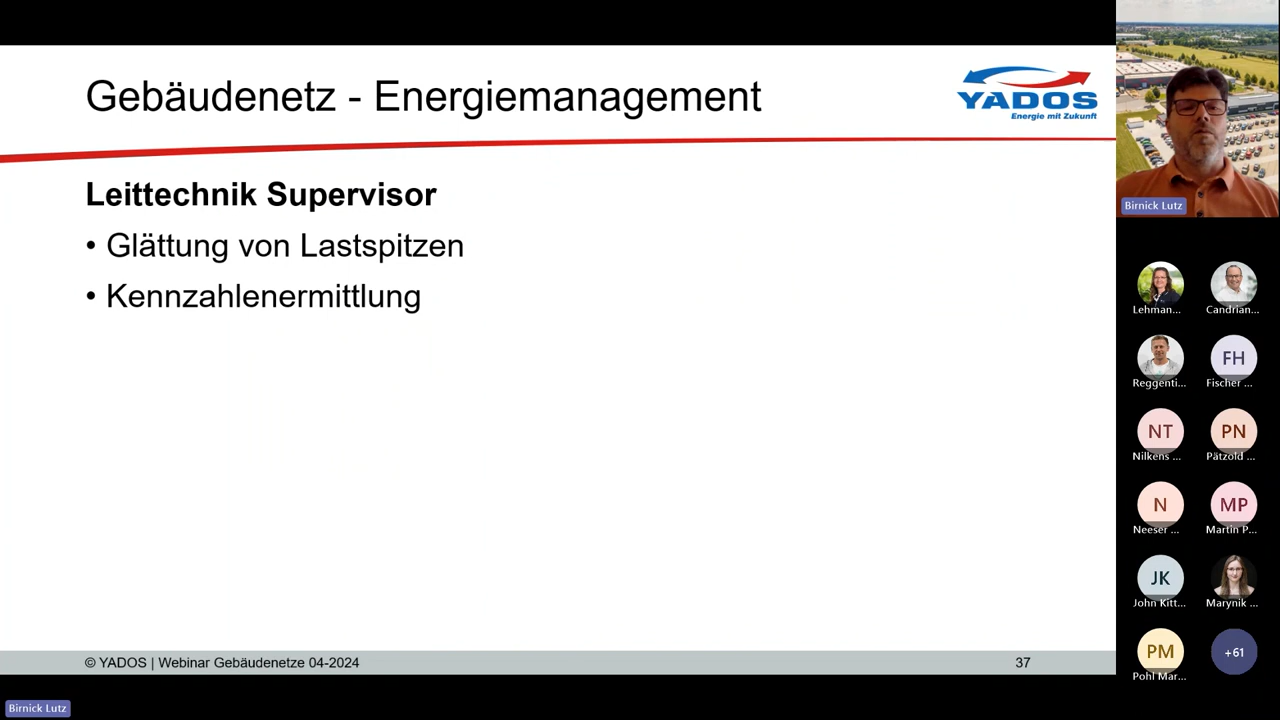 Gebäudenetz - Energiemanagement
YADOS
Energie mit Zukunft
Leittechnik Supervisor
• Glättung von Lastspitzen
• Kennzahlenermittlung
© YADOS | Webinar Gebäudenetze 04-2024
37
Birnick Lutz
Lehman...
Candrian...
Reggenti...
FH
Fischer ...
NT
Nilkens ...
PN
Pätzold ...
N
Neeser ...
MP
Martin P...
JK
John Kitt...
Marynik ...
PM
Pohl Mar...
+61
Birnick Lutz